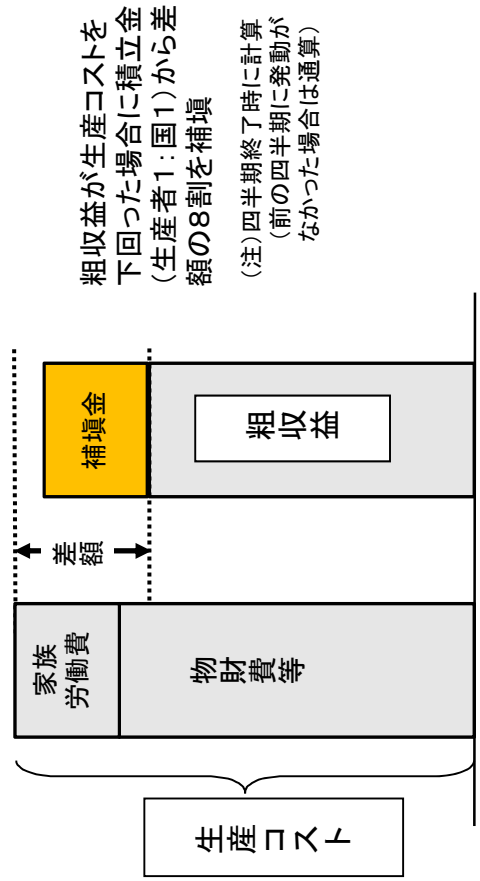 生産コスト
家族
労働費
物財費等
差額
補填金
粗収益
粗収益が生産コストを
下回った場合に積立金
(生産者1:国1)から差
額の8割を補填
(注)四半期終了時に計算
(前の四半期に発動が
なかった場合は通算)